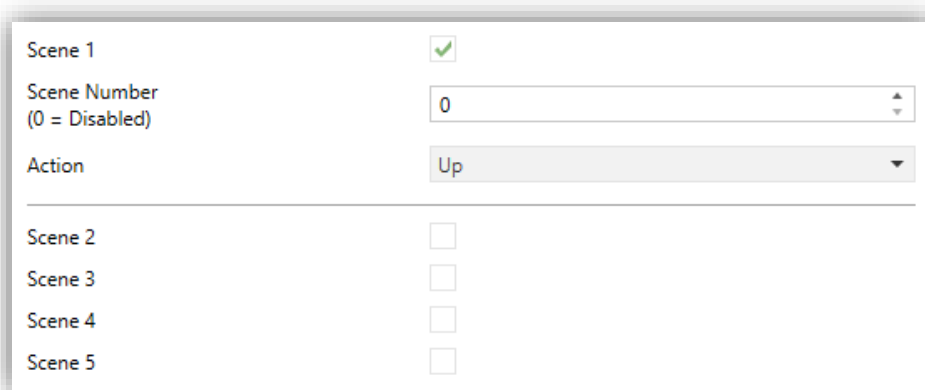 Scene 1
Scene Number
(0 = Disabled)
0
Action
Up
Scene 2
Scene 3
Scene 4
Scene 5